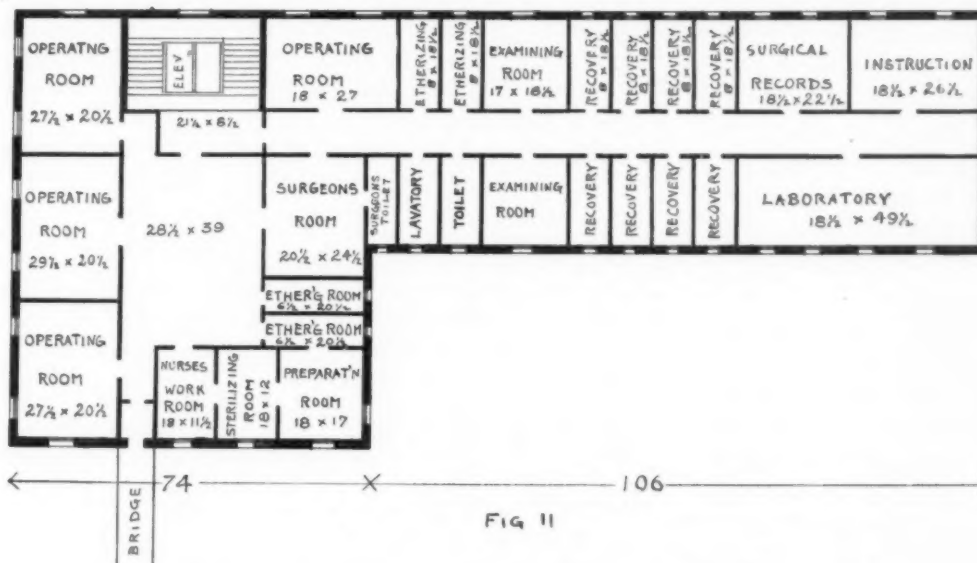 OPERATNG
ROOM
27½ × 20½
ELEV.
OPERATING
ROOM
18 × 27
ETHERIZING
8 × 18½
ETHERIZING
8 × 18½
EXAMINING
ROOM
17 × 18½
RECOVERY
8 × 18½
RECOVERY
8 × 18½
RECOVERY
8 × 18½
RECOVERY
8 × 18½
SURGICAL
RECORDS
18½ × 22½
INSTRUCTION
18½ × 26½
21½ × 8½
OPERATING
ROOM
29½ × 20½
28½ × 39
SURGEONS
ROOM
20½ × 24½
SURGEONS
TOILET
LAVATORY
TOILET
EXAMINING
ROOM
RECOVERY
RECOVERY
RECOVERY
RECOVERY
LABORATORY
18½ × 49½
ETHER'G ROOM
6½ × 20½
ETHER'G ROOM
6½ × 20½
OPERATING
ROOM
27½ × 20½
NURSES
WORK
ROOM
18 × 11½
STERILIZING
ROOM
18 × 12
PREPARAT'N
ROOM
18 × 17
74
106
BRIDGE
FIG 11